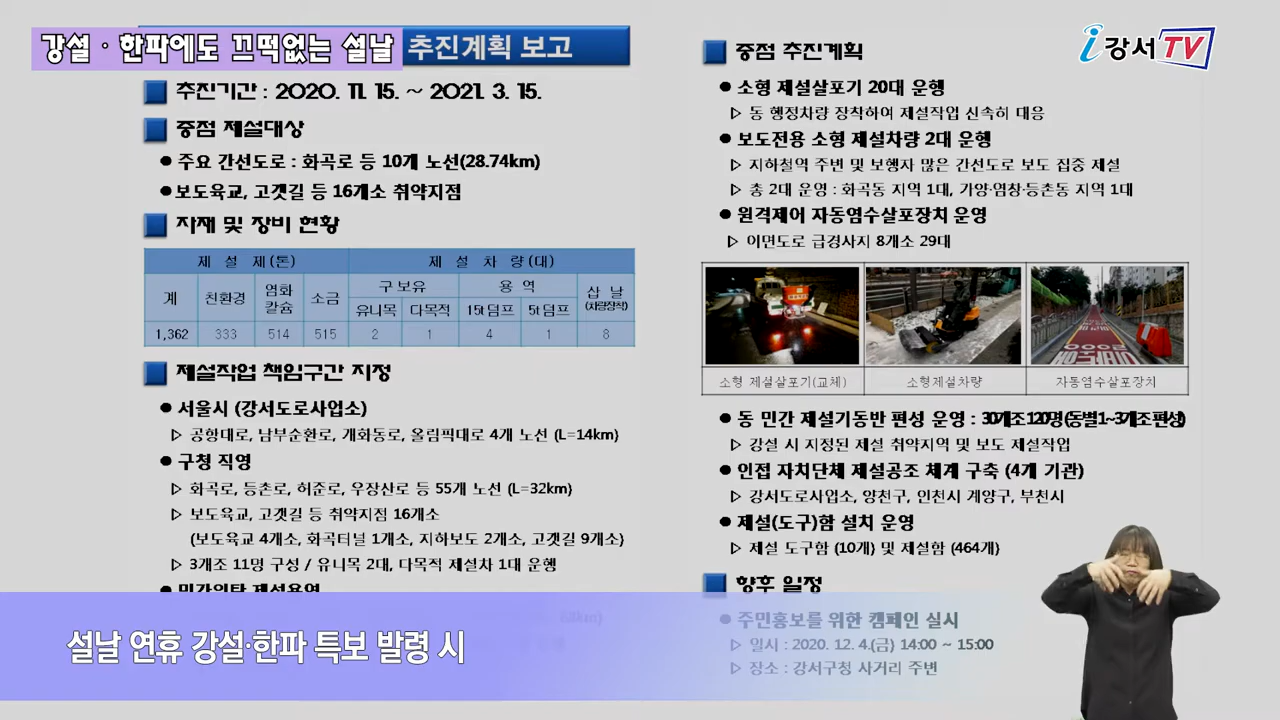 강설·한파에도 끄떡없는 설날
추진계획 보고
i강서TV
추진기간 : 2020. 11. 15. ~ 2021. 3. 15.
중점 제설대상
● 주요 간선도로 : 화곡로 등 10개 노선(28.74km)
● 보도육교, 고갯길 등 16개소 취약지점
자재 및 장비 현황
제 설 제(톤) 제 설 차 량(대)
계 친환경 염화칼슘 소금 구 보유 용 역 삽 날(차량장착)
유니목 다목적 15t덤프 5t덤프
1,362 333 514 515 2 1 4 1 8
제설작업 책임구간 지정
● 서울시 (강서도로사업소)
▷ 공항대로, 남부순환로, 개화동로, 올림픽대로 4개 노선 (L=14km)
● 구청 직영
▷ 화곡로, 등촌로, 허준로, 우장산로 등 55개 노선 (L=32km)
▷ 보도육교, 고갯길 등 취약지점 16개소
(보도육교 4개소, 화곡터널 1개소, 지하보도 2개소, 고갯길 9개소)
▷ 3개조 11명 구성 / 유니목 2대, 다목적 제설차 1대 운행
● 민간위탁 제설용역
중점 추진계획
● 소형 제설살포기 20대 운행
▷ 동 행정차량 장착하여 제설작업 신속히 대응
● 보도전용 소형 제설차량 2대 운행
▷ 지하철역 주변 및 보행자 많은 간선도로 보도 집중 제설
▷ 총 2대 운영 : 화곡동 지역 1대, 가양·염창·등촌동 지역 1대
● 원격제어 자동염수살포장치 운영
▷ 이면도로 급경사지 8개소 29대
소형 제설살포기(교체) 소형제설차량 자동염수살포장치
● 동 민간 제설기동반 편성 운영 : 30개조 120명(동별 1~3개조 편성)
▷ 강설 시 지정된 제설 취약지역 및 보도 제설작업
● 인접 자치단체 제설공조 체계 구축 (4개 기관)
▷ 강서도로사업소, 양천구, 인천시 계양구, 부천시
● 제설(도구)함 설치 운영
▷ 제설 도구함 (10개) 및 제설함 (464개)
향후 일정
● 주민홍보를 위한 캠페인 실시
▷ 일시 : 2020. 12. 4.(금) 14:00 ~ 15:00
▷ 장소 : 강서구청 사거리 주변
설날 연휴 강설·한파 특보 발령 시